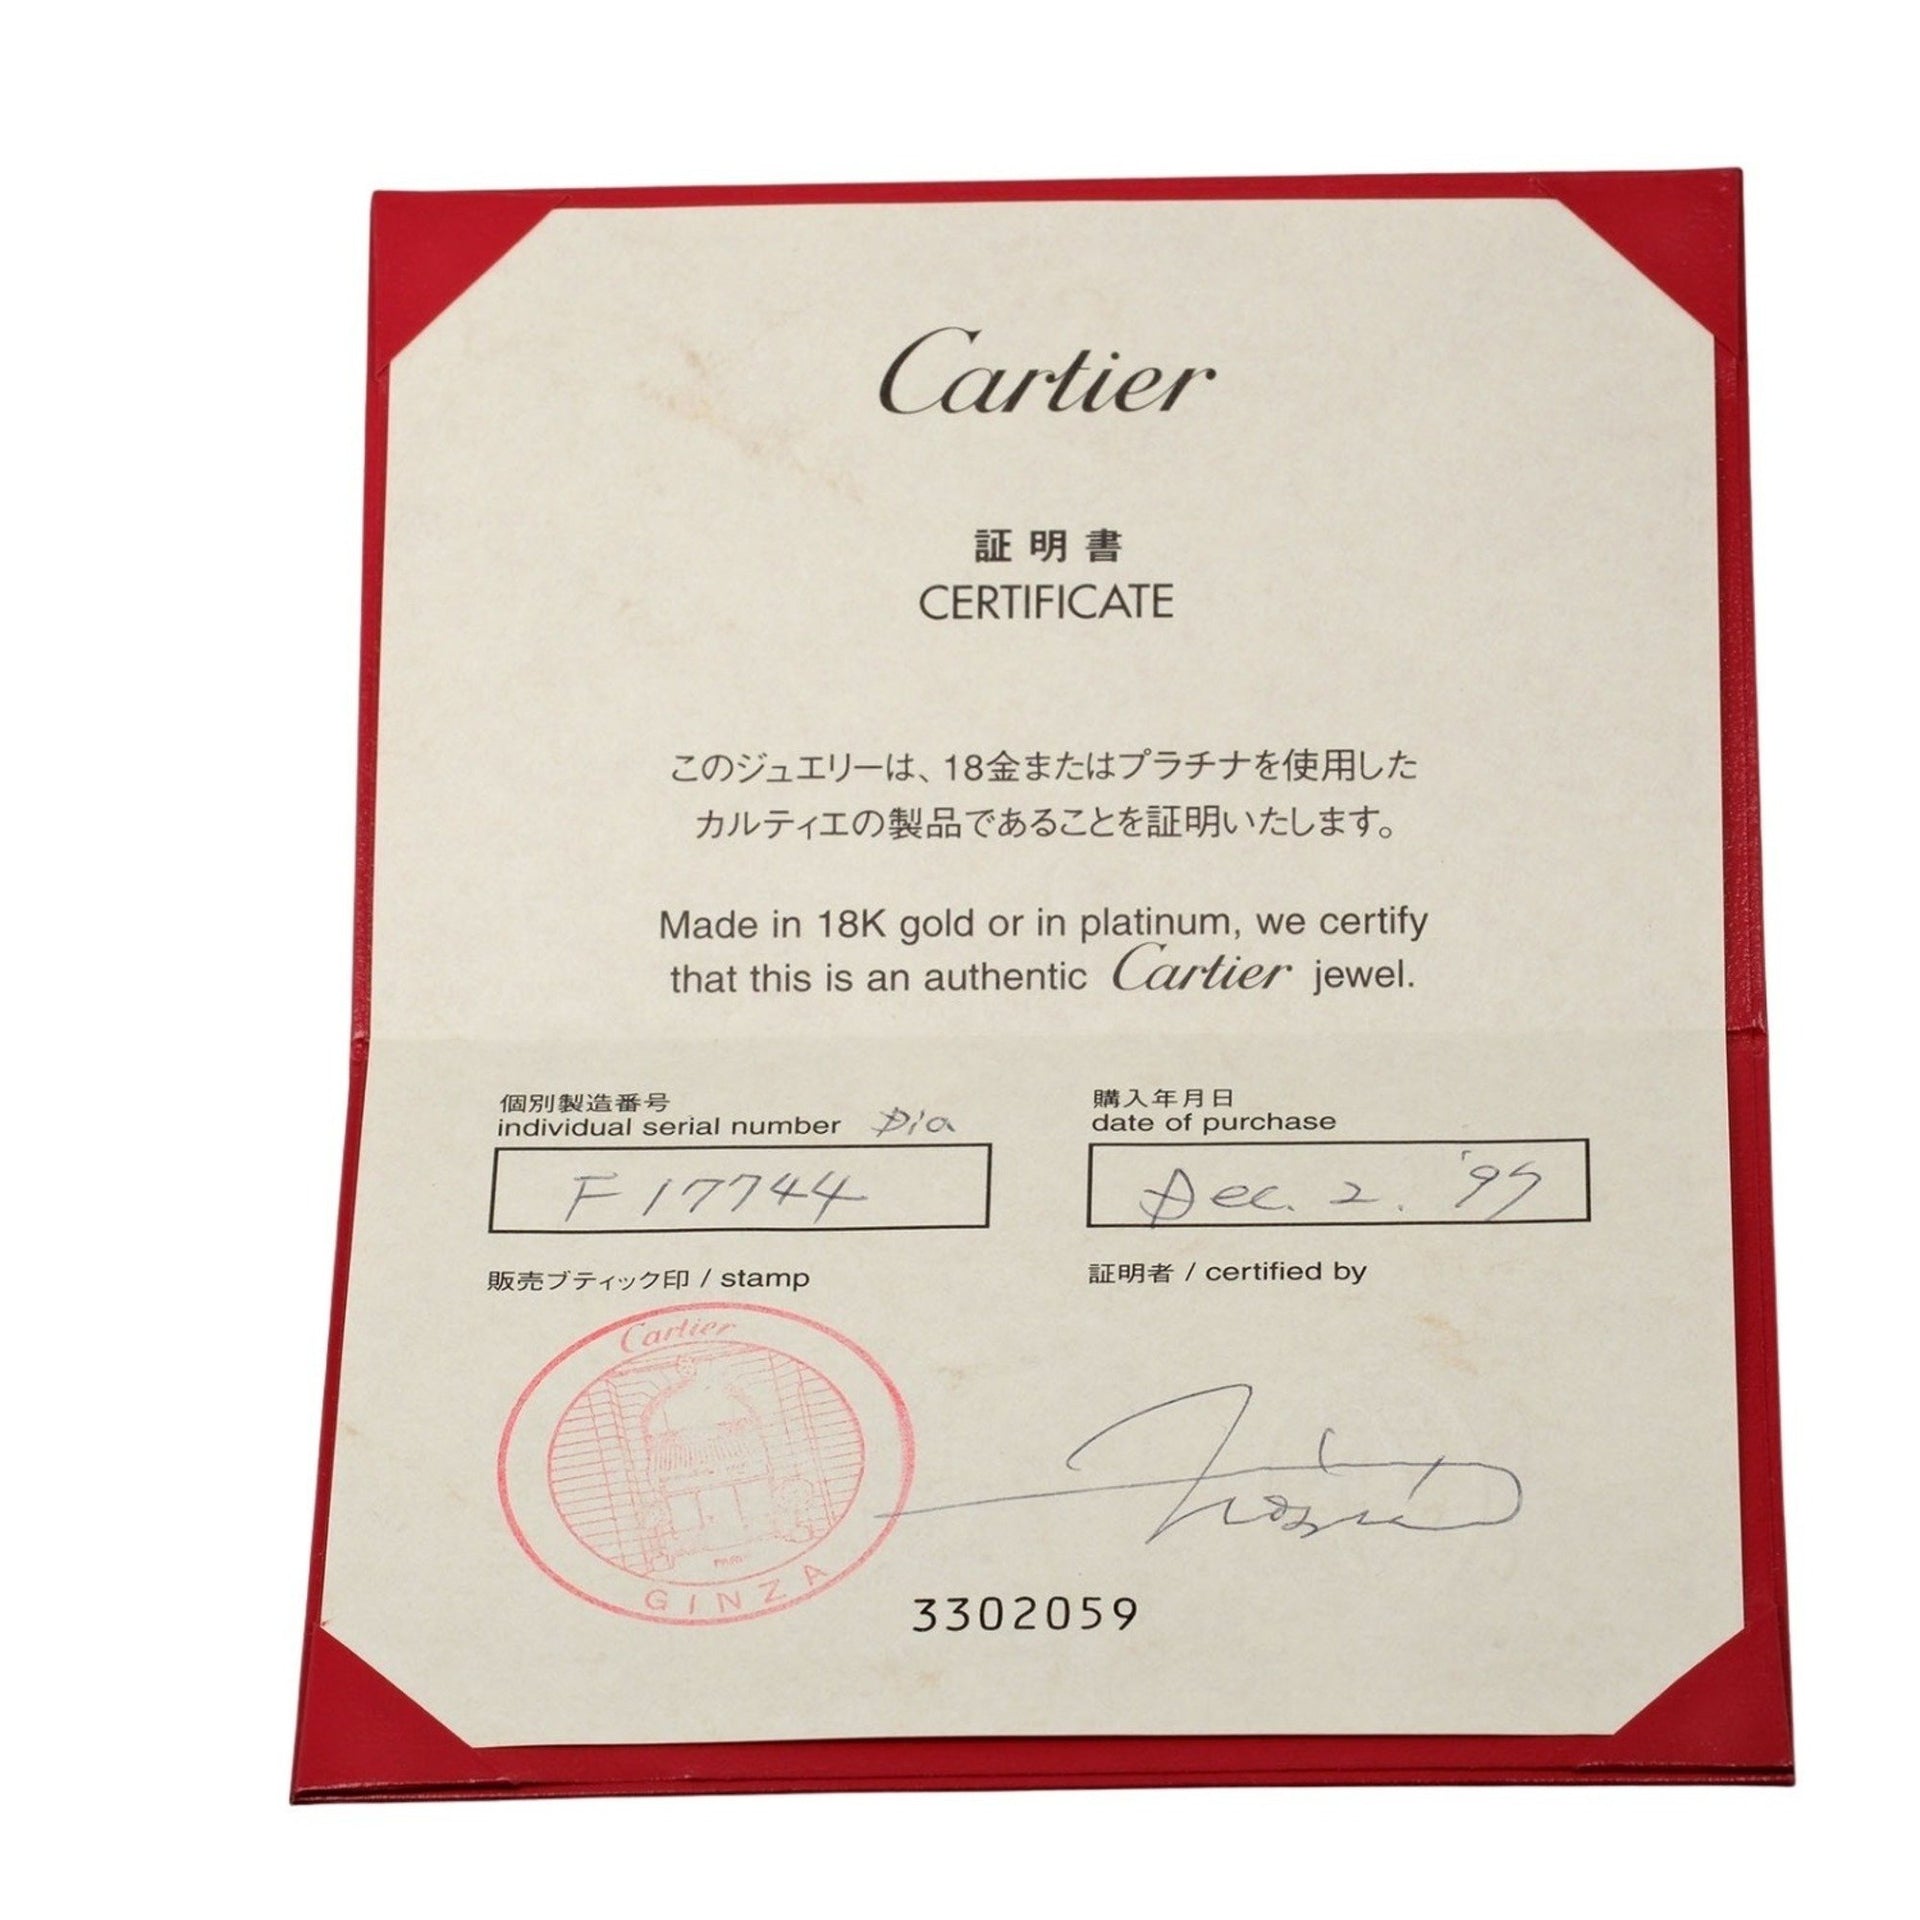 Cartier
証明書
CERTIFICATE
このジュエリーは、18金またはプラチナを使用した
カルティエの製品であることを証明いたします。
Made in 18K gold or in platinum, we certify
that this is an authentic Cartier jewel.
個別製造番号
individual serial number Dia
F17744
購入年月日
date of purchase
Dec. 2. '97
販売ブティック印 / stamp
証明者 / certified by
Cartier
PARIS
GINZA
3302059